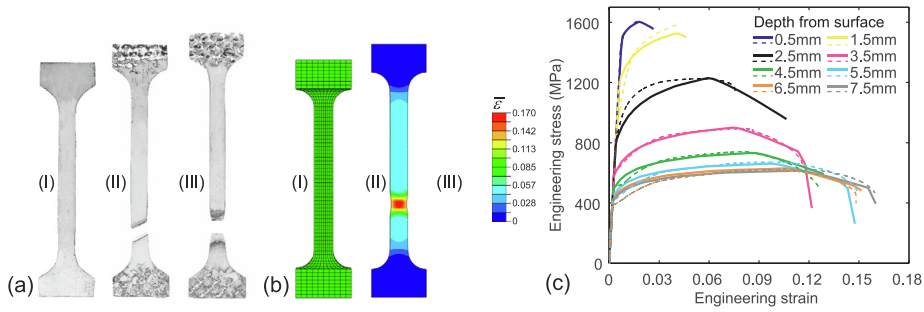 (a)
(I)
(II)
(III)
(b)
(I)
(II)
(III)
ε
0.170
0.142
0.113
0.085
0.057
0.028
0
(c)
Engineering stress (MPa)
1600
1200
800
400
0
0
0.03
0.06
0.09
0.12
0.15
0.18
Engineering strain
Depth from surface
0.5mm
1.5mm
2.5mm
3.5mm
4.5mm
5.5mm
6.5mm
7.5mm